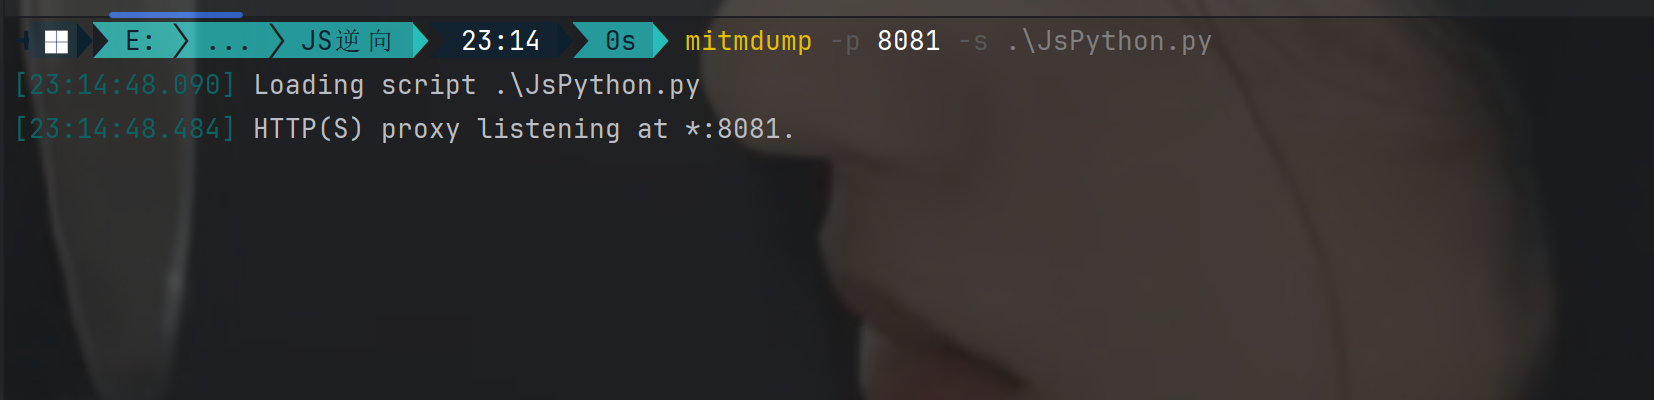 E: ... JS逆向 23:14 0s mitmdump -p 8081 -s .\JsPython.py
[23:14:48.090] Loading script .\JsPython.py
[23:14:48.484] HTTP(S) proxy listening at *:8081.